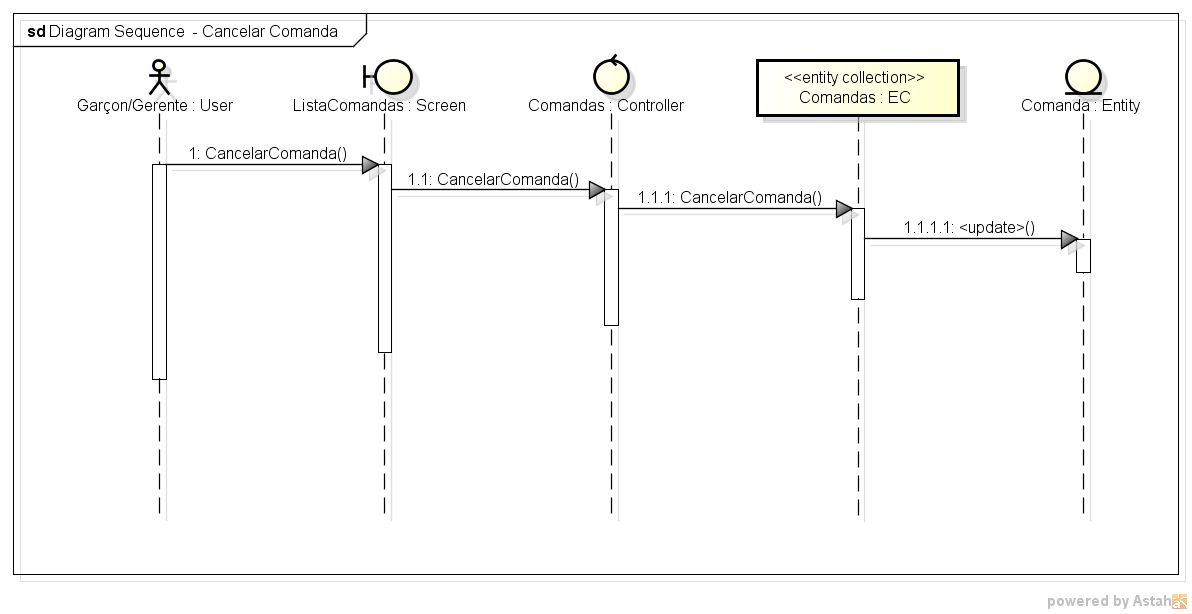 sd Diagram Sequence - Cancelar Comanda
Garçon/Gerente : User
ListaComandas : Screen
Comandas : Controller
<<entity collection>>
Comandas : EC
Comanda : Entity
1: CancelarComanda()
1.1: CancelarComanda()
1.1.1: CancelarComanda()
1.1.1.1: <update>()
powered by Astah